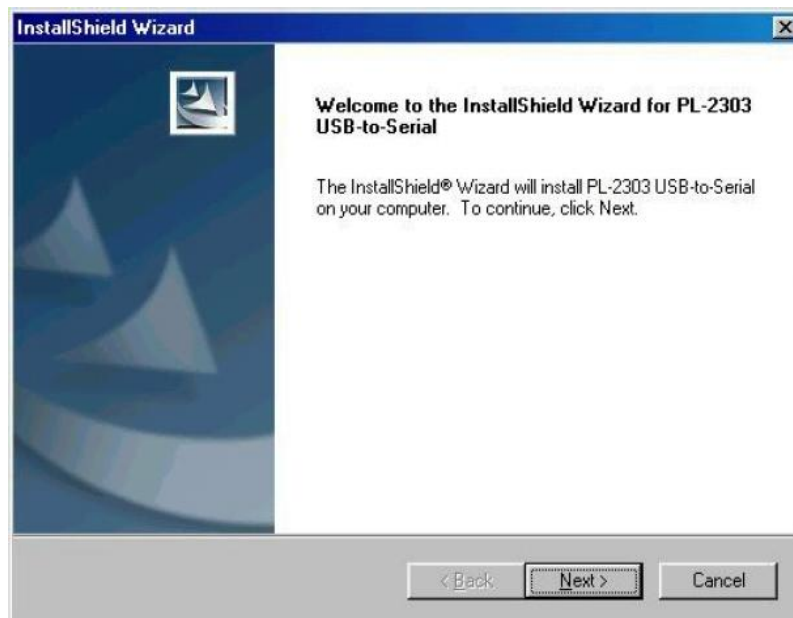 InstallShield Wizard
Welcome to the InstallShield Wizard for PL-2303
USB-to-Serial
The InstallShield® Wizard will install PL-2303 USB-to-Serial
on your computer. To continue, click Next.
< Back Next > Cancel